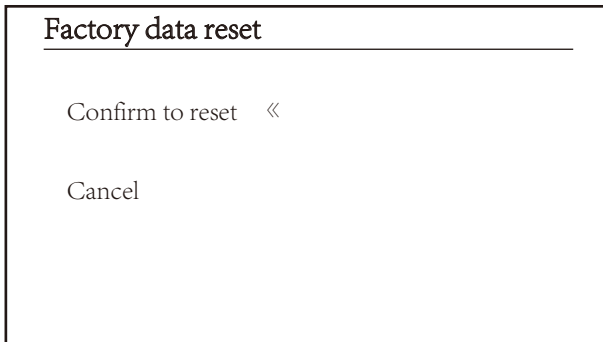 Factory data reset
Confirm to reset 《
Cancel